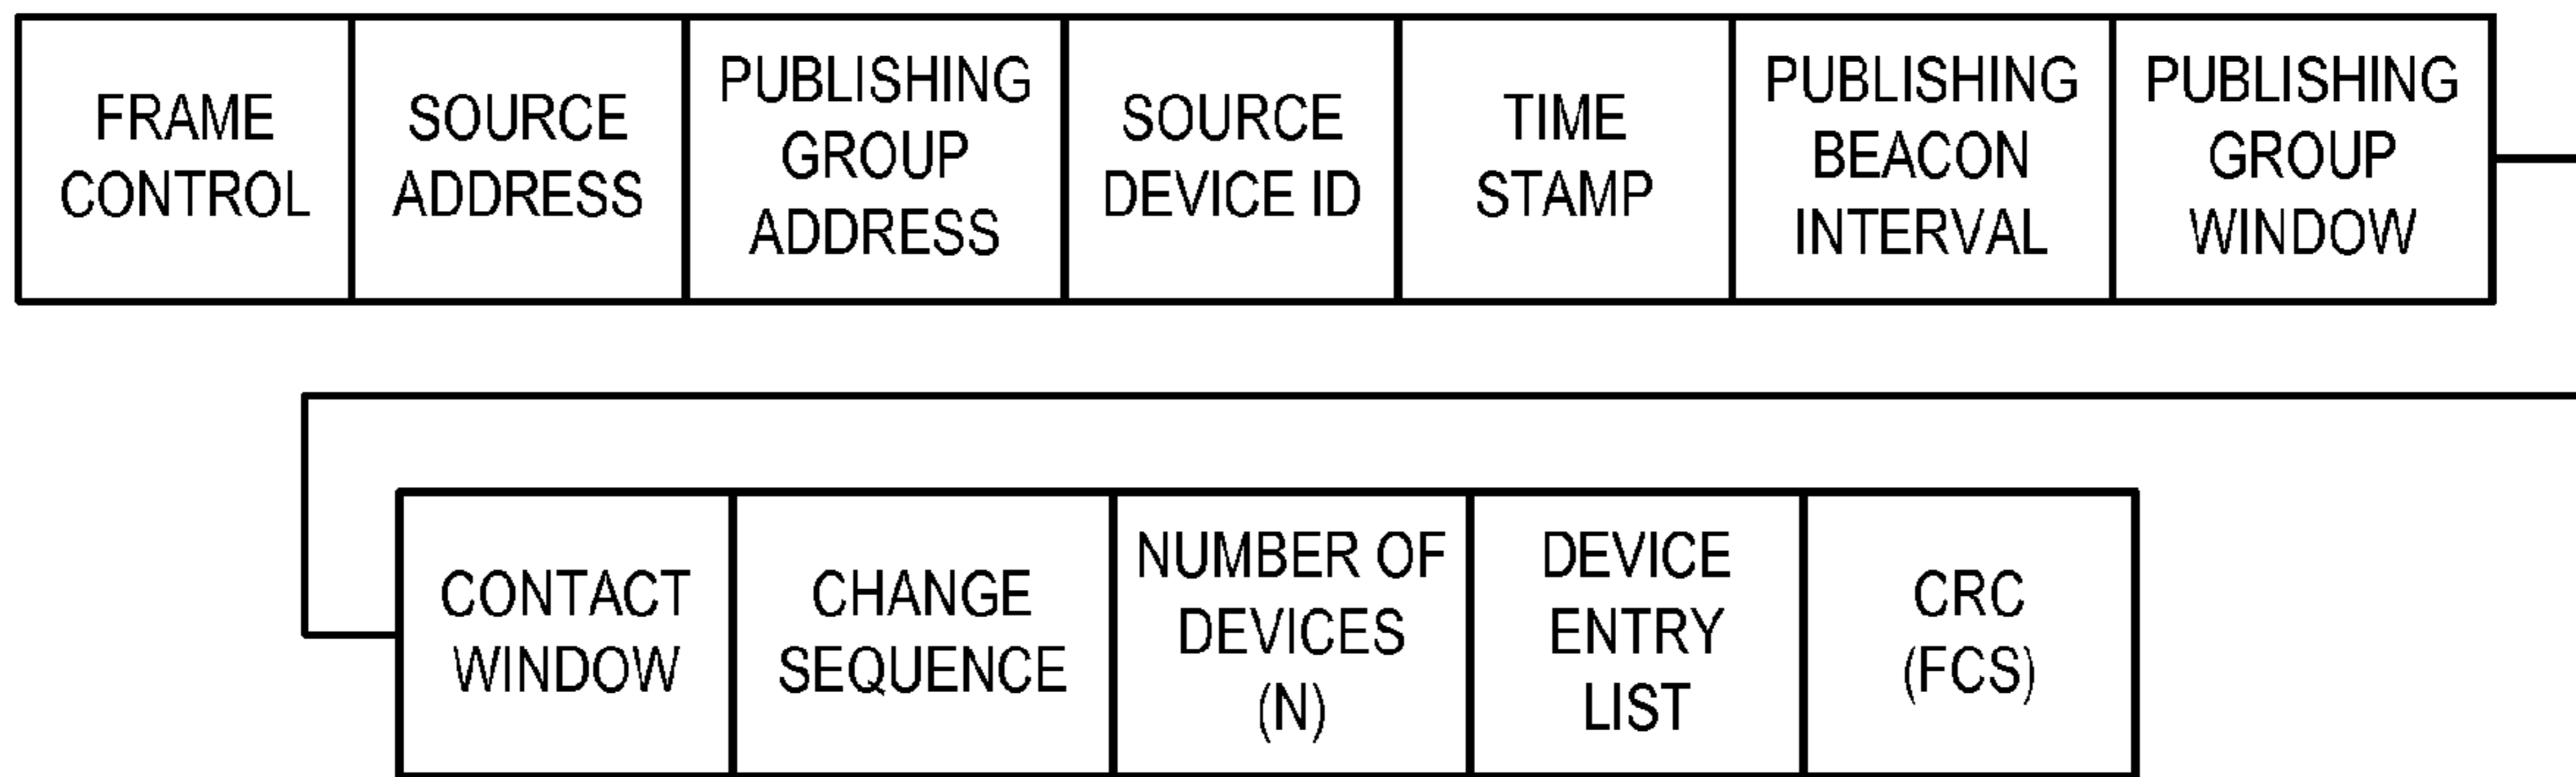 FRAME
CONTROL
SOURCE
ADDRESS
PUBLISHING
GROUP
ADDRESS
SOURCE
DEVICE ID
TIME
STAMP
PUBLISHING
BEACON
INTERVAL
PUBLISHING
GROUP
WINDOW
CONTACT
WINDOW
CHANGE
SEQUENCE
NUMBER OF
DEVICES
(N)
DEVICE
ENTRY
LIST
CRC
(FCS)